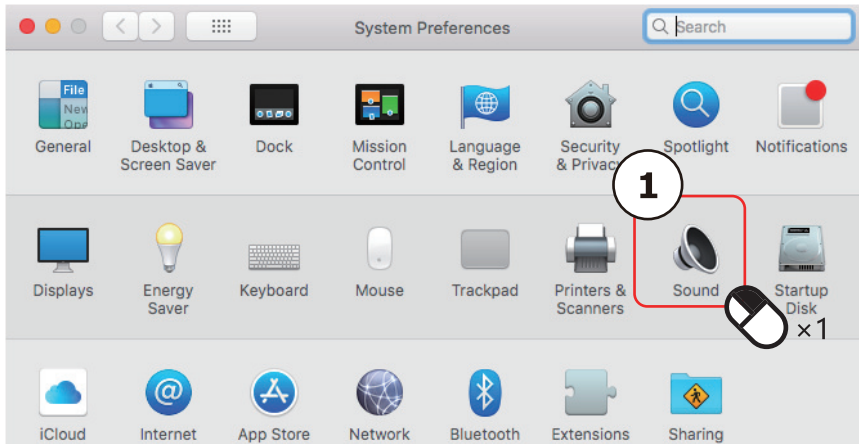 System Preferences
Search
File
New
Ope
General
Desktop &
Screen Saver
Dock
Mission
Control
Language
& Region
Security
& Privac
Spotlight
Notifications
1
Displays
Energy
Saver
Keyboard
Mouse
Trackpad
Printers &
Scanners
Sound
Startup
Disk
×1
iCloud
@
Internet
App Store
Network
Bluetooth
Extensions
Sharing